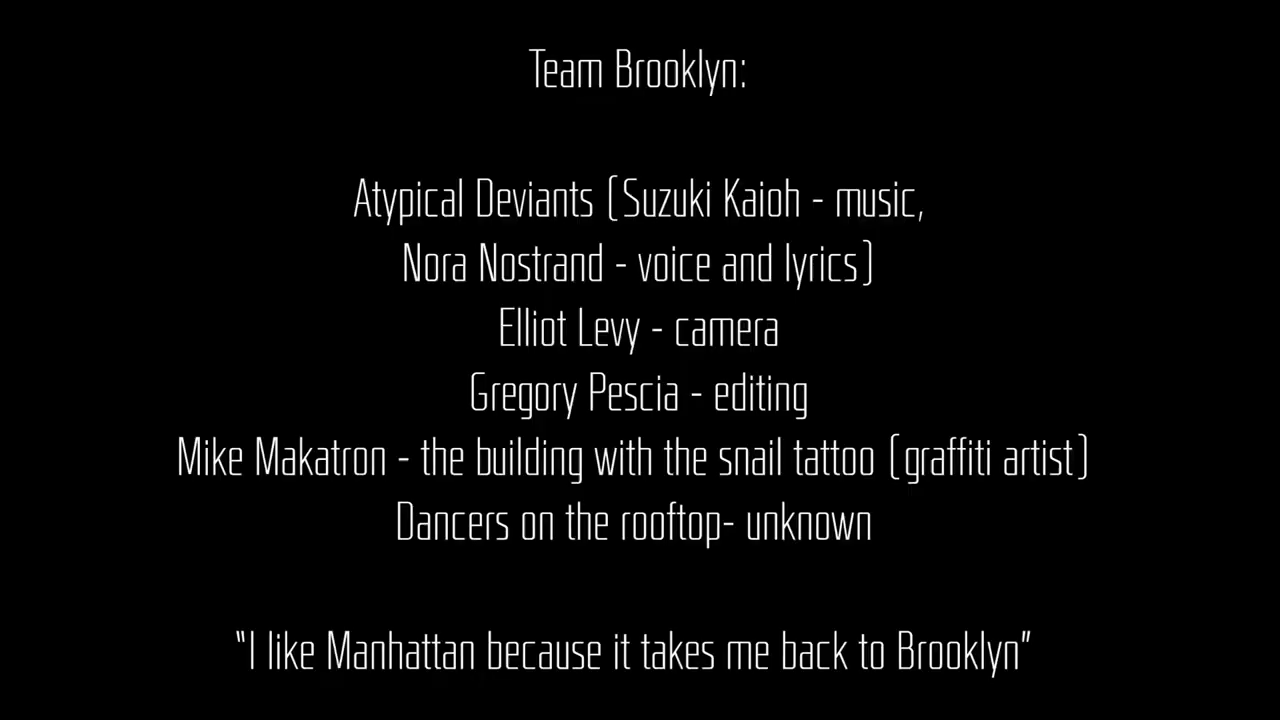 Team Brooklyn:
Atypical Deviants (Suzuki Kaioh - music,
Nora Nostrand - voice and lyrics)
Elliot Levy - camera
Gregory Pescia - editing
Mike Makatron - the building with the snail tattoo (graffiti artist)
Dancers on the rooftop- unknown
“I like Manhattan because it takes me back to Brooklyn”